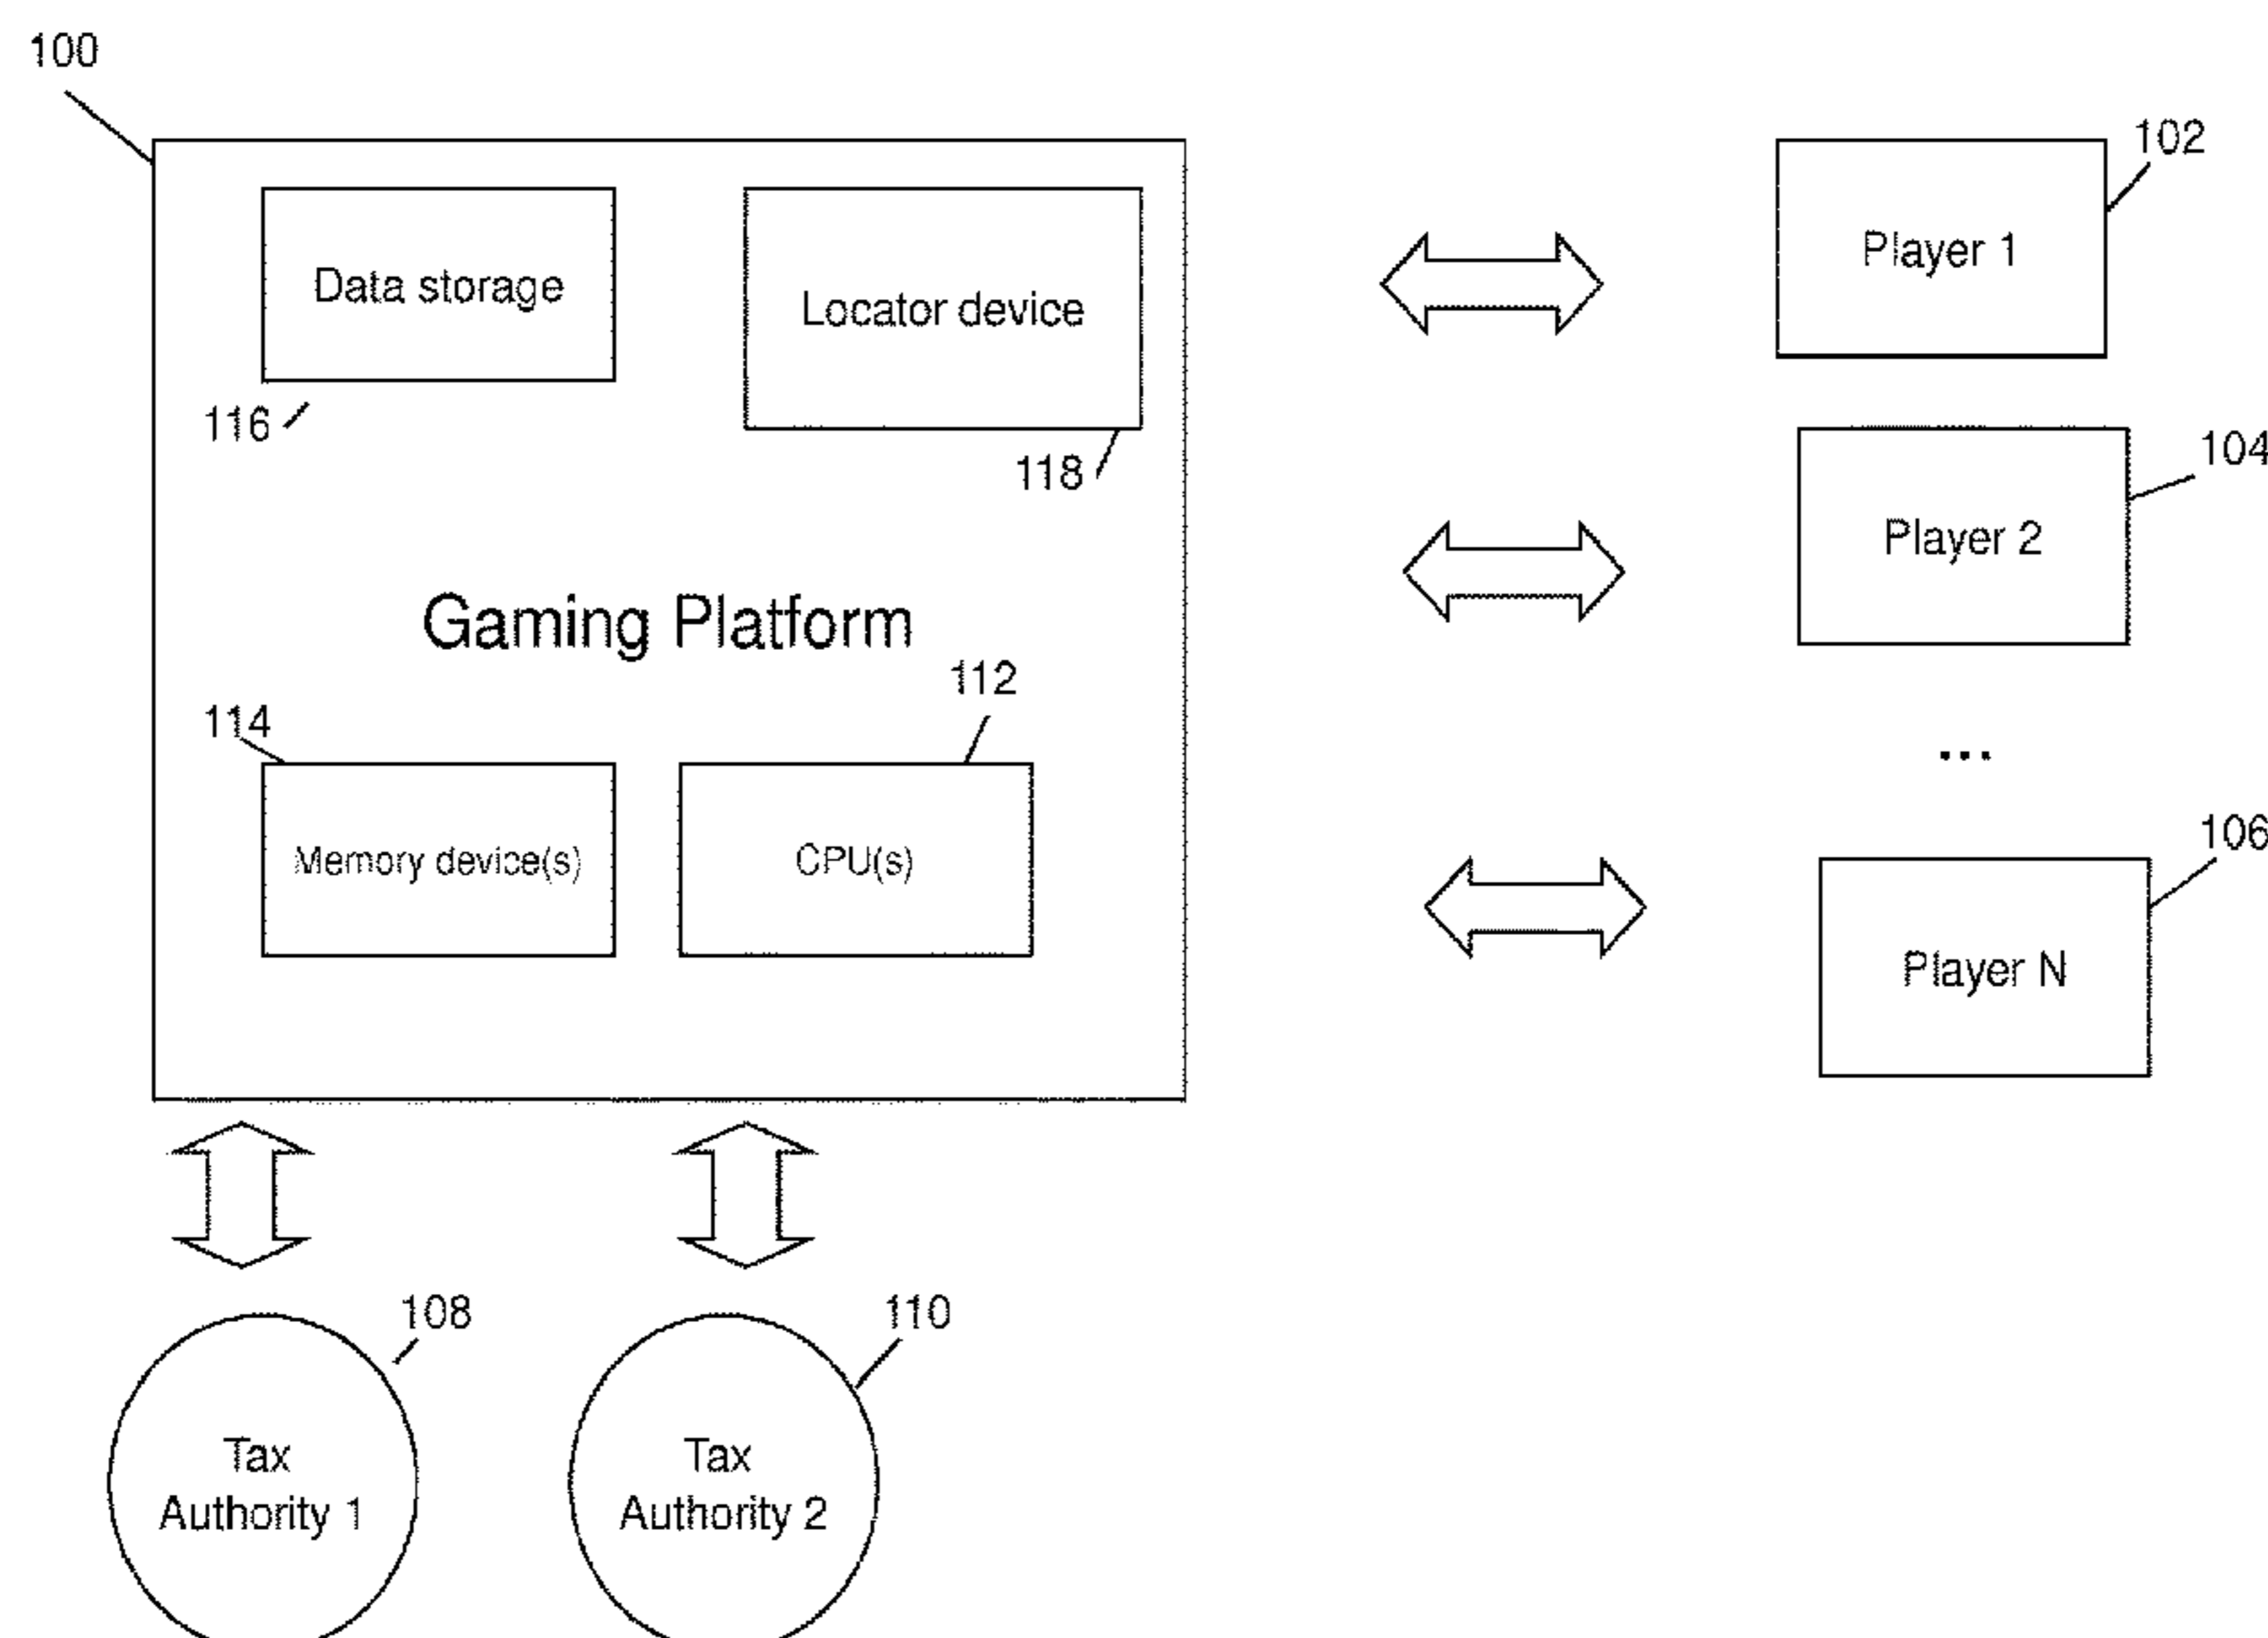 100
102
Player 1
Data storage
Locator device
116
118
104
Player 2
Gaming Platform
112
114
...
106
Memory device(s)
CPU(s)
Player N
108
110
Tax
Authority 1
Tax
Authority 2